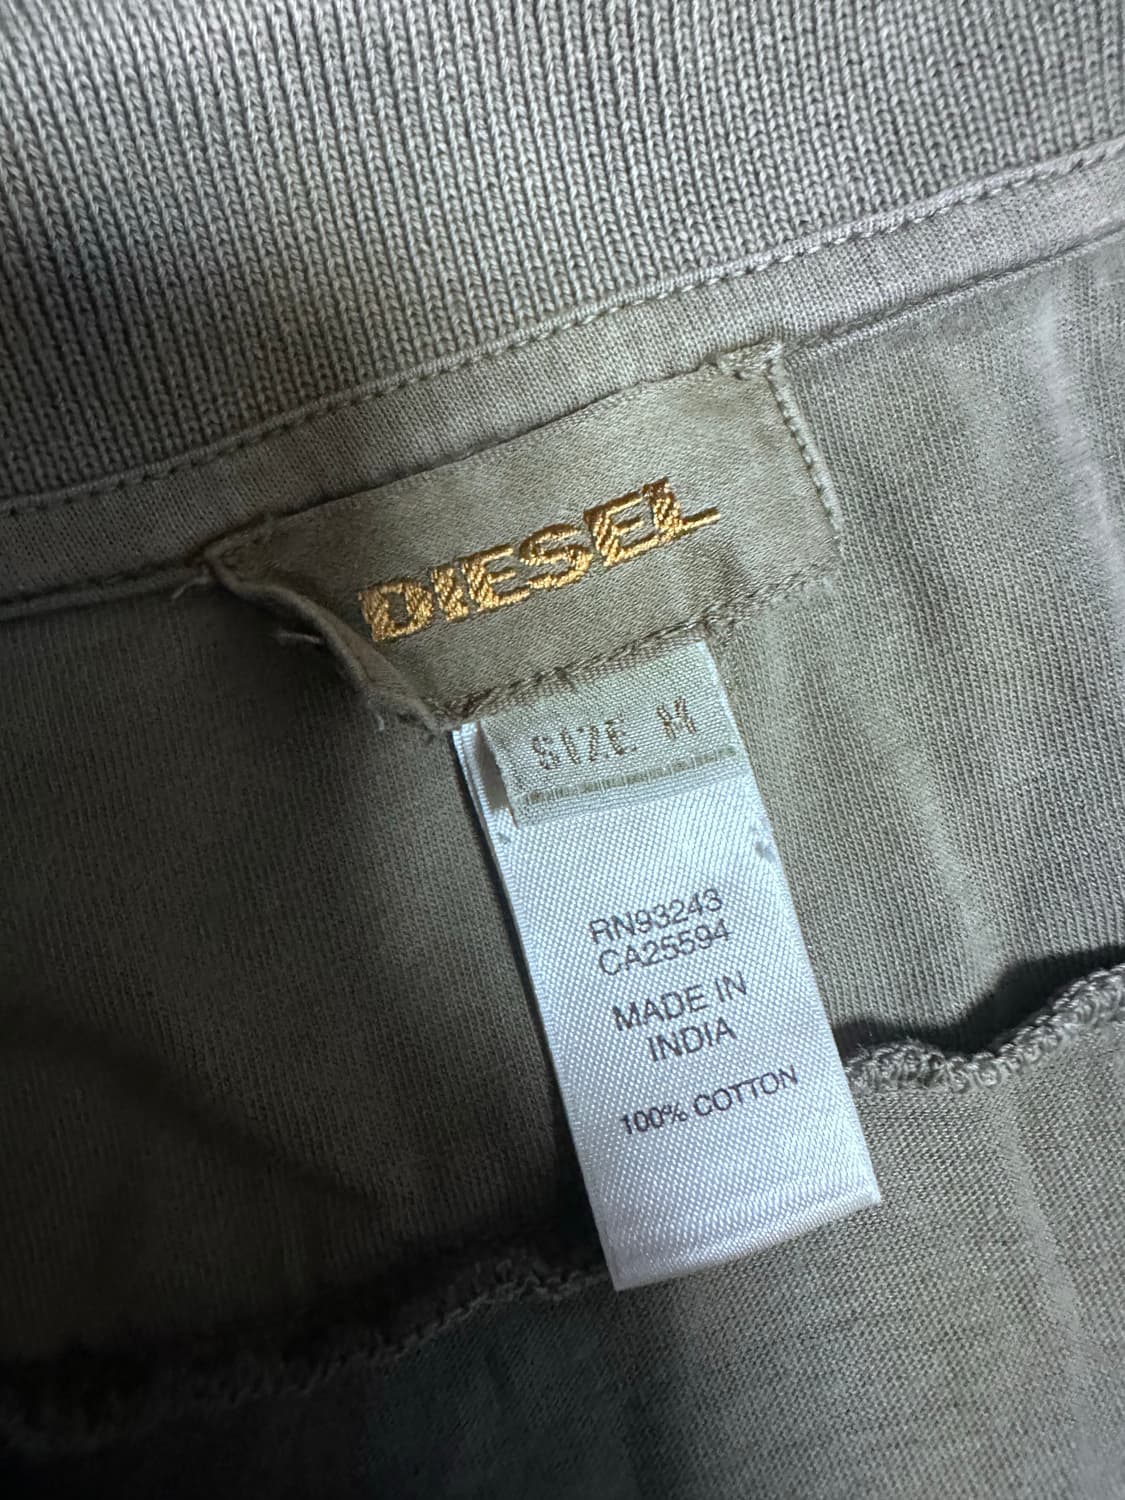 DIESEL
SIZE M
RN93243
CA25594
MADE IN
INDIA
100% COTTON